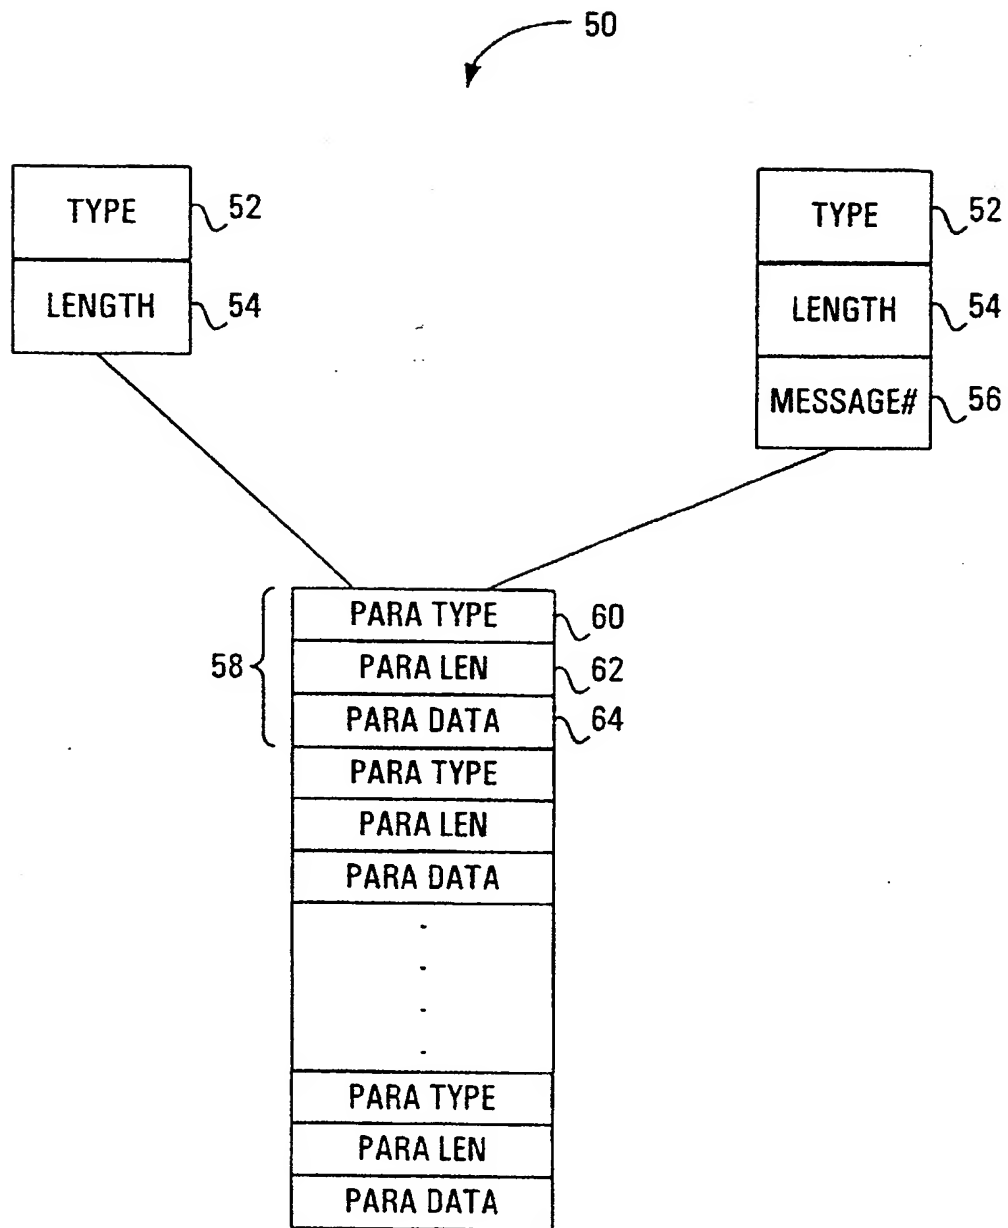 50
TYPE 52
LENGTH 54
TYPE 52
LENGTH 54
MESSAGE# 56
58
PARA TYPE 60
PARA LEN 62
PARA DATA 64
PARA TYPE
PARA LEN
PARA DATA
PARA TYPE
PARA LEN
PARA DATA